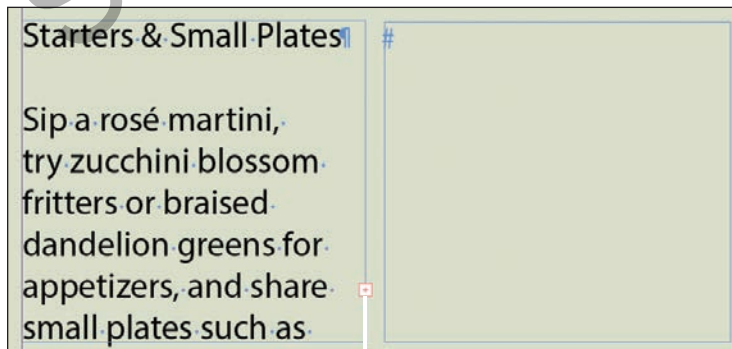 Starters & Small Plates¶
#
Sip a rosé martini,
try zucchini blossom
fritters or braised
dandelion greens for
appetizers, and share
small plates such as